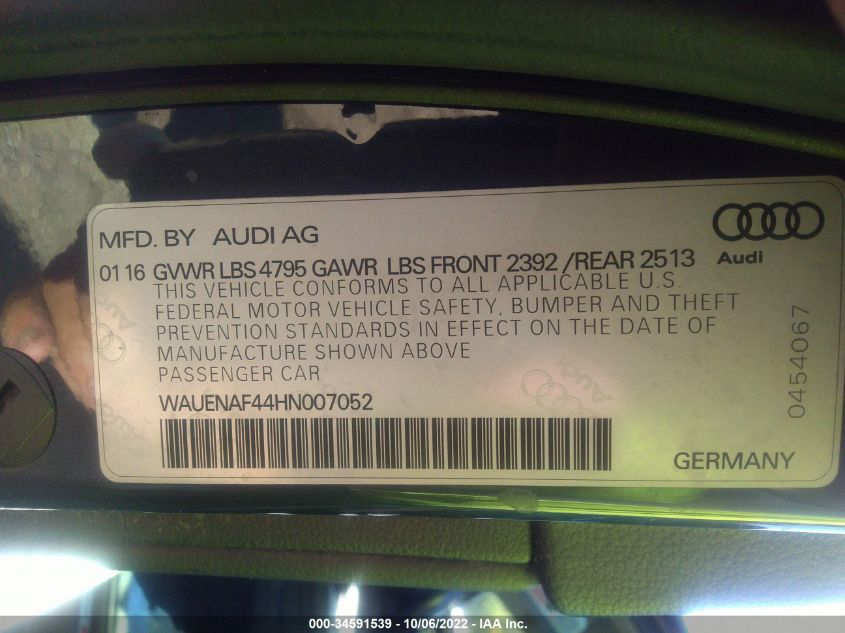 MFD. BY AUDI AG
Audi
01 16 GVWR LBS 4795 GAWR LBS FRONT 2392 /REAR 2513
THIS VEHICLE CONFORMS TO ALL APPLICABLE U.S.
FEDERAL MOTOR VEHICLE SAFETY, BUMPER AND THEFT
PREVENTION STANDARDS IN EFFECT ON THE DATE OF
MANUFACTURE SHOWN ABOVE
PASSENGER CAR
WAUENAF44HN007052
0454067
GERMANY
Audi
Audi
000-34591539 - 10/06/2022 - IAA Inc.